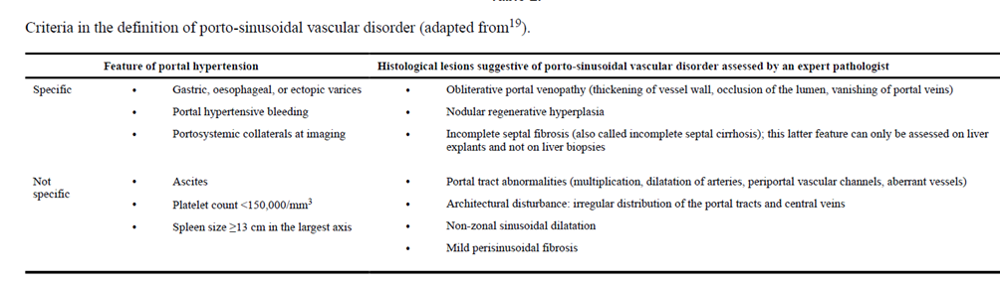 Criteria in the definition of porto-sinusoidal vascular disorder (adapted from19).
Feature of portal hypertension Histological lesions suggestive of porto-sinusoidal vascular disorder assessed by an expert pathologist
Specific • Gastric, oesophageal, or ectopic varices • Obliterative portal venopathy (thickening of vessel wall, occlusion of the lumen, vanishing of portal veins)
• Portal hypertensive bleeding • Nodular regenerative hyperplasia
• Portosystemic collaterals at imaging • Incomplete septal fibrosis (also called incomplete septal cirrhosis); this latter feature can only be assessed on liver
explants and not on liver biopsies
Not
specific • Ascites • Portal tract abnormalities (multiplication, dilatation of arteries, periportal vascular channels, aberrant vessels)
• Platelet count <150,000/mm3 • Architectural disturbance: irregular distribution of the portal tracts and central veins
• Spleen size ≥13 cm in the largest axis • Non-zonal sinusoidal dilatation
• Mild perisinusoidal fibrosis